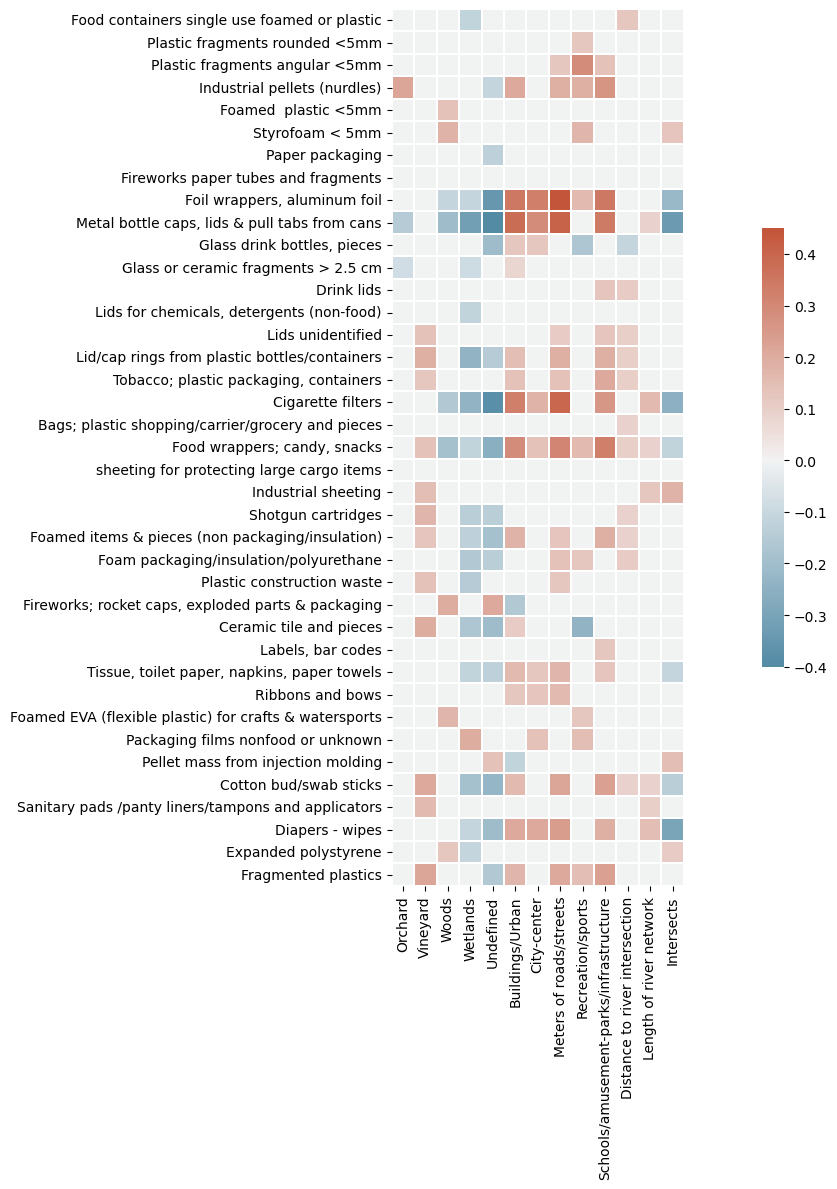 Food containers single use foamed or plastic
Plastic fragments rounded <5mm
Plastic fragments angular <5mm
Industrial pellets (nurdles)
Foamed  plastic <5mm
Styrofoam < 5mm
Paper packaging
Fireworks paper tubes and fragments
Foil wrappers, aluminum foil
Metal bottle caps, lids & pull tabs from cans
Glass drink bottles, pieces
Glass or ceramic fragments > 2.5 cm
Drink lids
Lids for chemicals, detergents (non-food)
Lids unidentified
Lid/cap rings from plastic bottles/containers
Tobacco; plastic packaging, containers
Cigarette filters
Bags; plastic shopping/carrier/grocery and pieces
Food wrappers; candy, snacks
sheeting for protecting large cargo items
Industrial sheeting
Shotgun cartridges
Foamed items & pieces (non packaging/insulation)
Foam packaging/insulation/polyurethane
Plastic construction waste
Fireworks; rocket caps, exploded parts & packaging
Ceramic tile and pieces
Labels, bar codes
Tissue, toilet paper, napkins, paper towels
Ribbons and bows
Foamed EVA (flexible plastic) for crafts & watersports
Packaging films nonfood or unknown
Pellet mass from injection molding
Cotton bud/swab sticks
Sanitary pads /panty liners/tampons and applicators
Diapers - wipes
Expanded polystyrene
Fragmented plastics
Orchard
Vineyard
Woods
Wetlands
Undefined
Buildings/Urban
City-center
Meters of roads/streets
Recreation/sports
Schools/amusement-parks/infrastructure
Distance to river intersection
Length of river network
Intersects
0.4
0.3
0.2
0.1
0.0
−0.1
−0.2
−0.3
−0.4